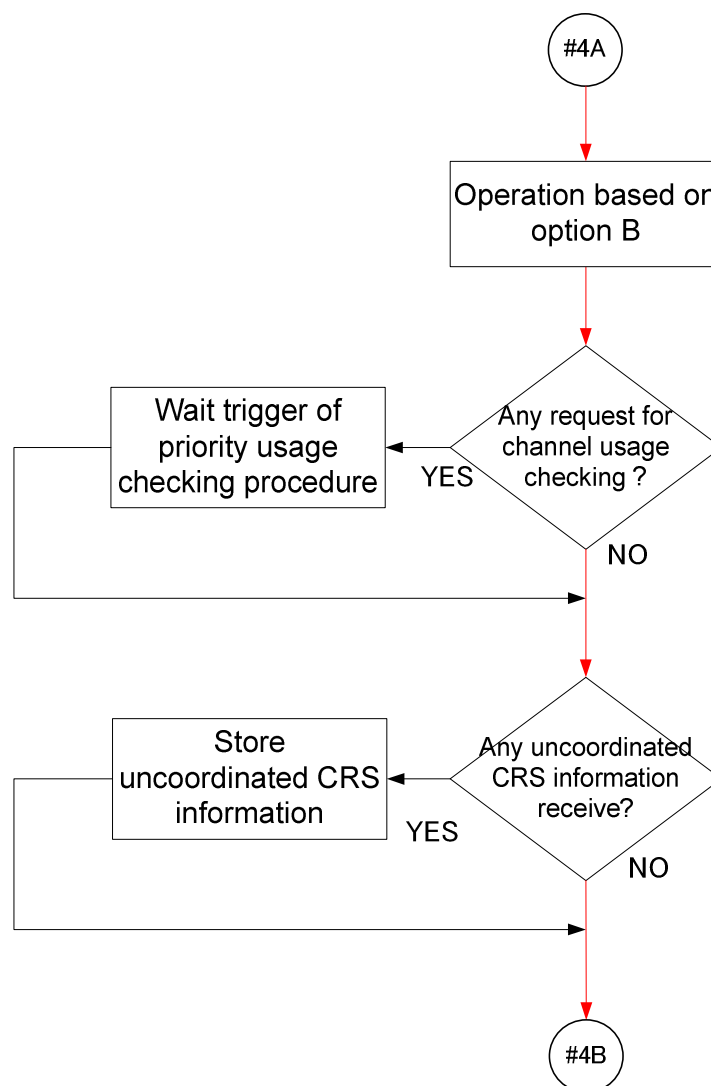 #4A
Operation based on
option B
Any request for
channel usage
checking ?
Wait trigger of
priority usage
checking procedure
YES
NO
Any uncoordinated
CRS information
receive?
Store
uncoordinated CRS
information
YES
NO
#4B